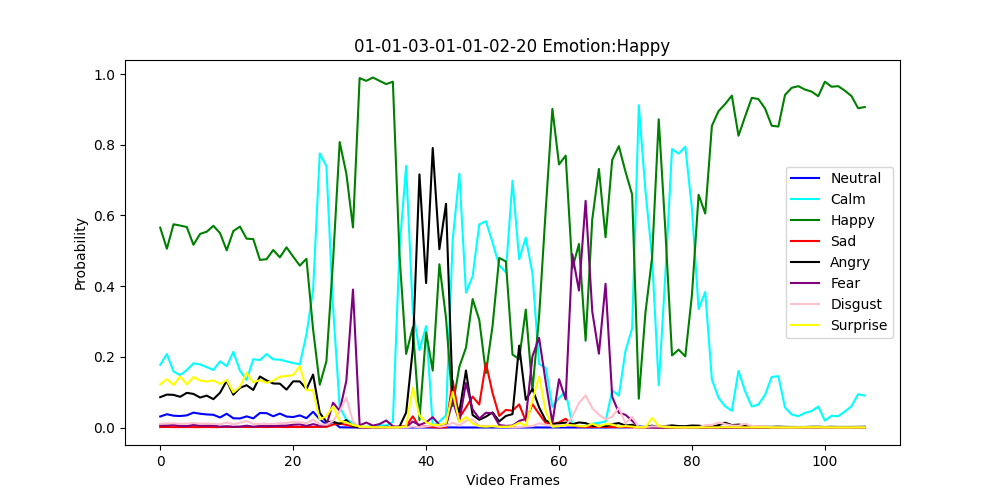 01-01-03-01-01-02-20 Emotion:Happy
1.0
0.8
0.6
0.4
0.2
0.0
Probability
0
20
40
60
80
100
Video Frames
Neutral
Calm
Happy
Sad
Angry
Fear
Disgust
Surprise